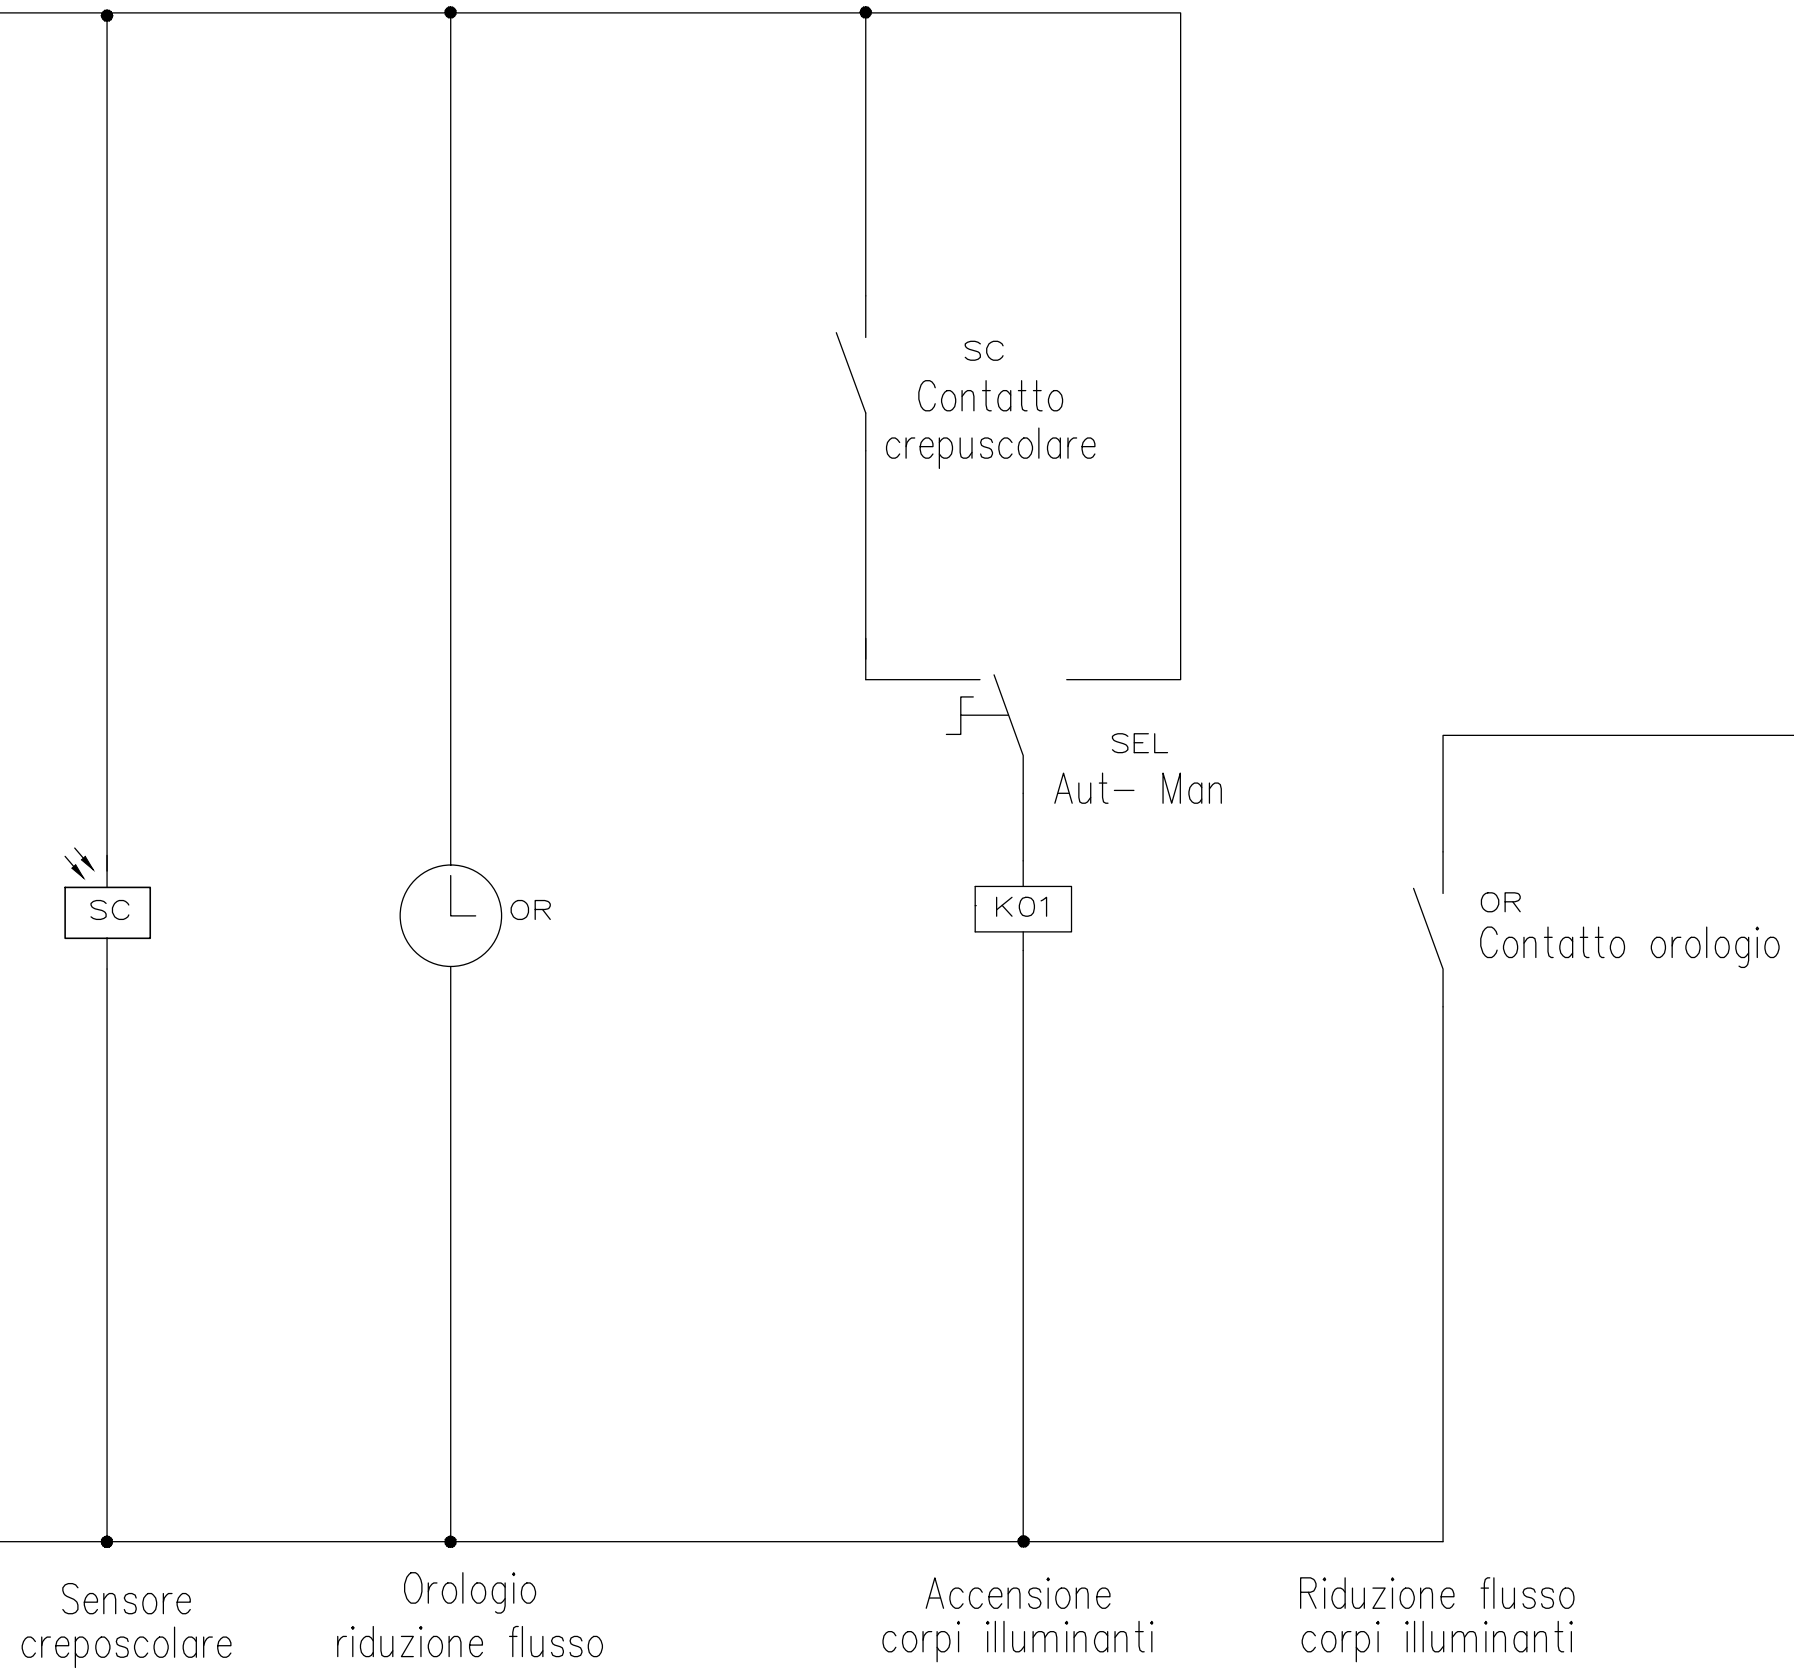 SC
Contatto
crepuscolare
SEL
Aut- Man
SC
OR
K01
OR
Contatto orologio
Sensore
creposcolare
Orologio
riduzione flusso
Accensione
corpi illuminanti
Riduzione flusso
corpi illuminanti